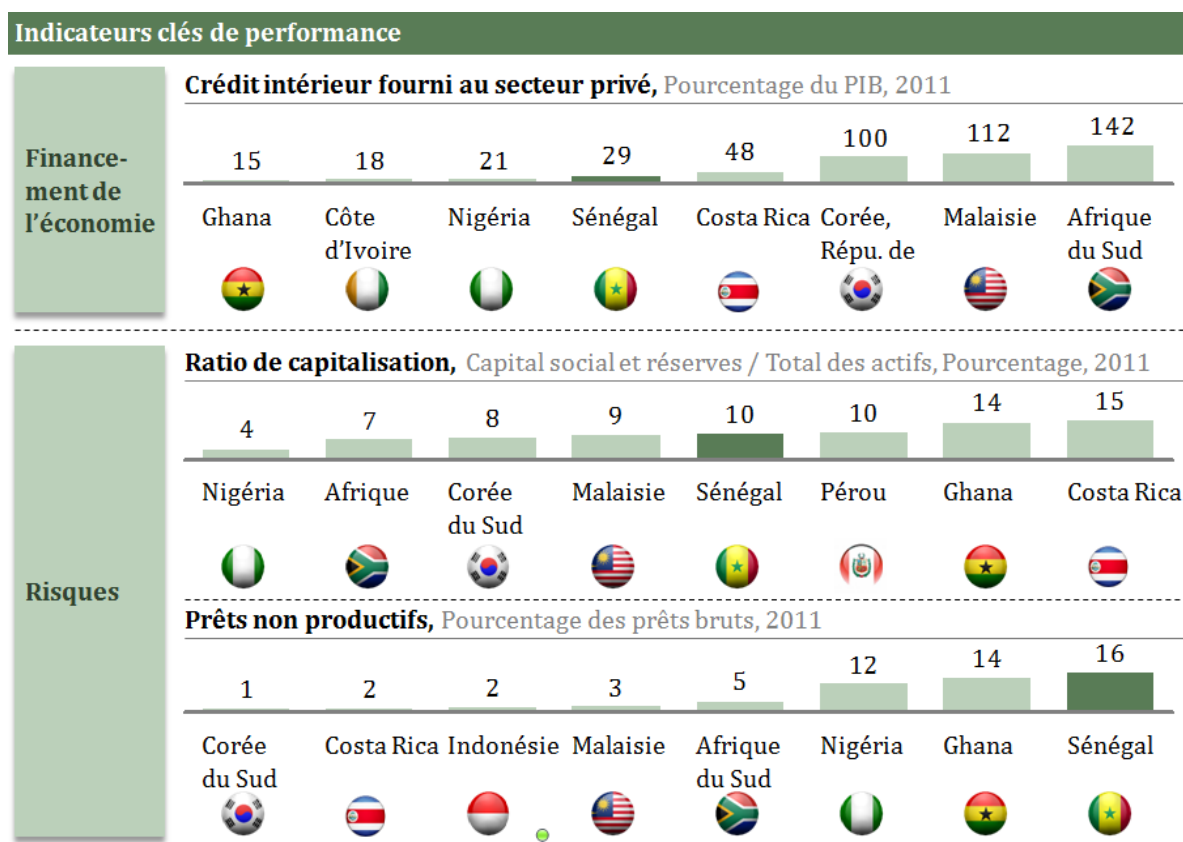 Indicateurs clés de performance
Finance-
ment de
l'économie
Crédit intérieur fourni au secteur privé, Pourcentage du PIB, 2011
15 18 21 29 48 100 112 142
Ghana Côte Nigéria Sénégal Costa Rica Corée, Malaisie Afrique
d'Ivoire Répu. de du Sud
Risques
Ratio de capitalisation, Capital social et réserves / Total des actifs, Pourcentage, 2011
4 7 8 9 10 10 14 15
Nigéria Afrique Corée Malaisie Sénégal Pérou Ghana Costa Rica
du Sud
Prêts non productifs, Pourcentage des prêts bruts, 2011
1 2 2 3 5 12 14 16
Corée Costa Rica Indonésie Malaisie Afrique Nigéria Ghana Sénégal
du Sud du Sud